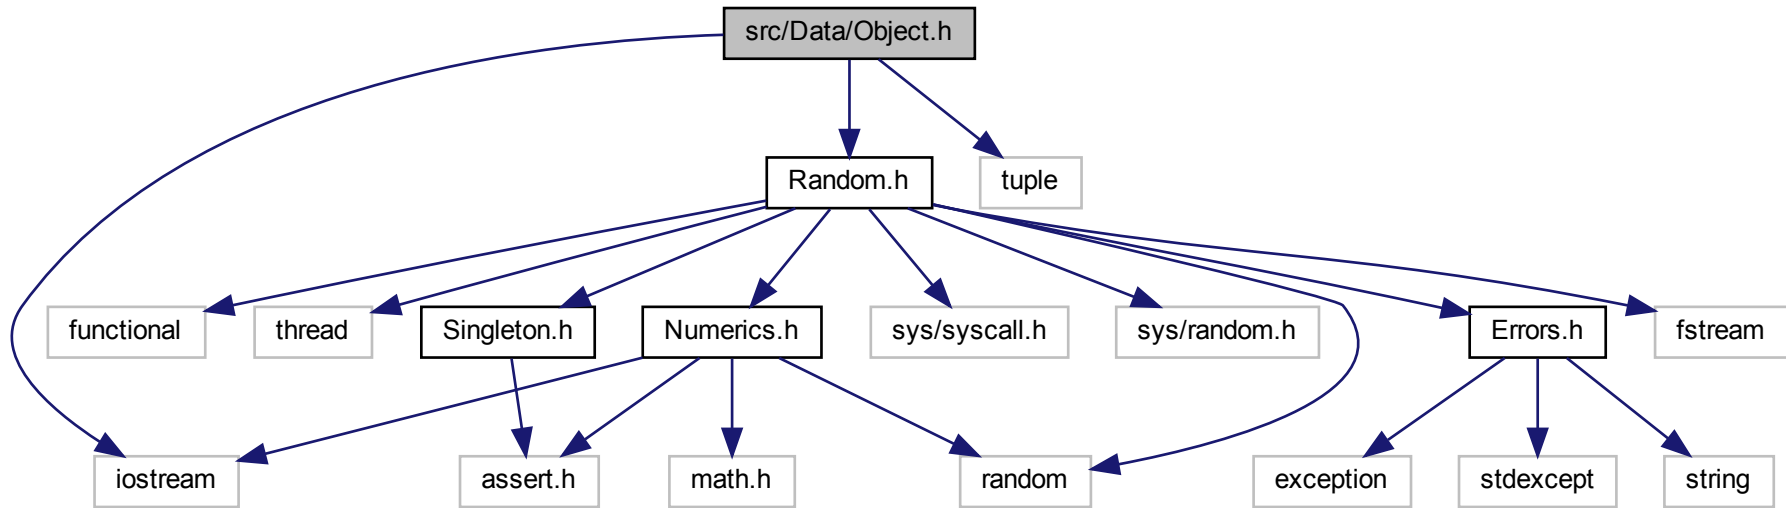 src/Data/Object.h
Random.h
tuple
functional
thread
Singleton.h
Numerics.h
sys/syscall.h
sys/random.h
Errors.h
fstream
iostream
assert.h
math.h
random
exception
stdexcept
string